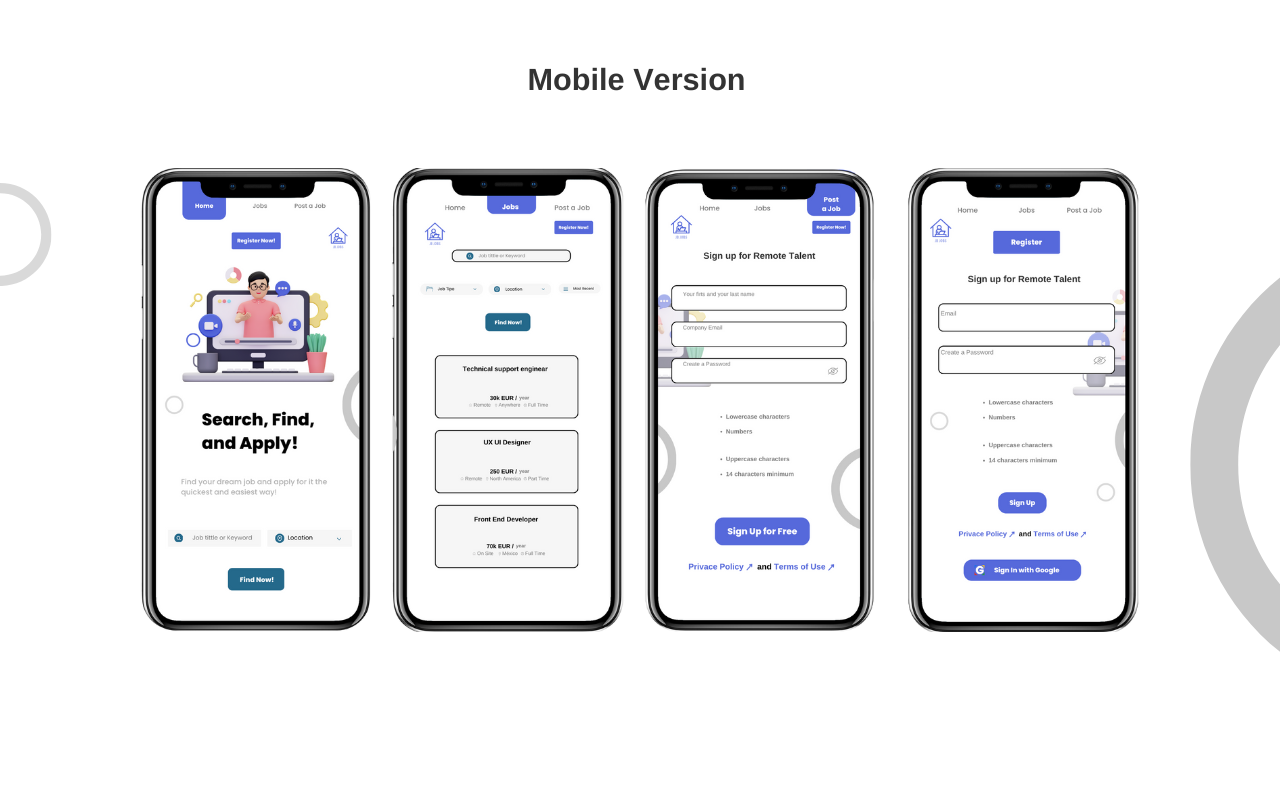 Mobile Version
Home
Jobs
Post a Job
Register Now!
Search, Find,
and Apply!
Find your dream job and apply for it the
quickest and easiest way!
Job tittle or Keyword
Location
Find Now!
Home
Jobs
Post a Job
Register Now!
Job tittle or Keyword
Job Type
Location
Most Recent
Find Now!
Technical support enginear
30k EUR / year
Remote Anywhere Full Time
UX UI Designer
250 EUR / year
Remote North America Part Time
Front End Developer
70k EUR / year
On Site México Full Time
Home
Jobs
Post
a Job
Register Now!
Sign up for Remote Talent
Your firts and your last name
Company Email
Create a Password
• Lowercase characters
• Numbers
• Uppercase characters
• 14 characters minimum
Sign Up for Free
Privace Policy ↗ and Terms of Use ↗
Home
Jobs
Post a Job
Register
Sign up for Remote Talent
Email
Create a Password
• Lowercase characters
• Numbers
• Uppercase characters
• 14 characters minimum
Sign Up
Privacy Policy ↗ and Terms of Use ↗
G Sign In with Google